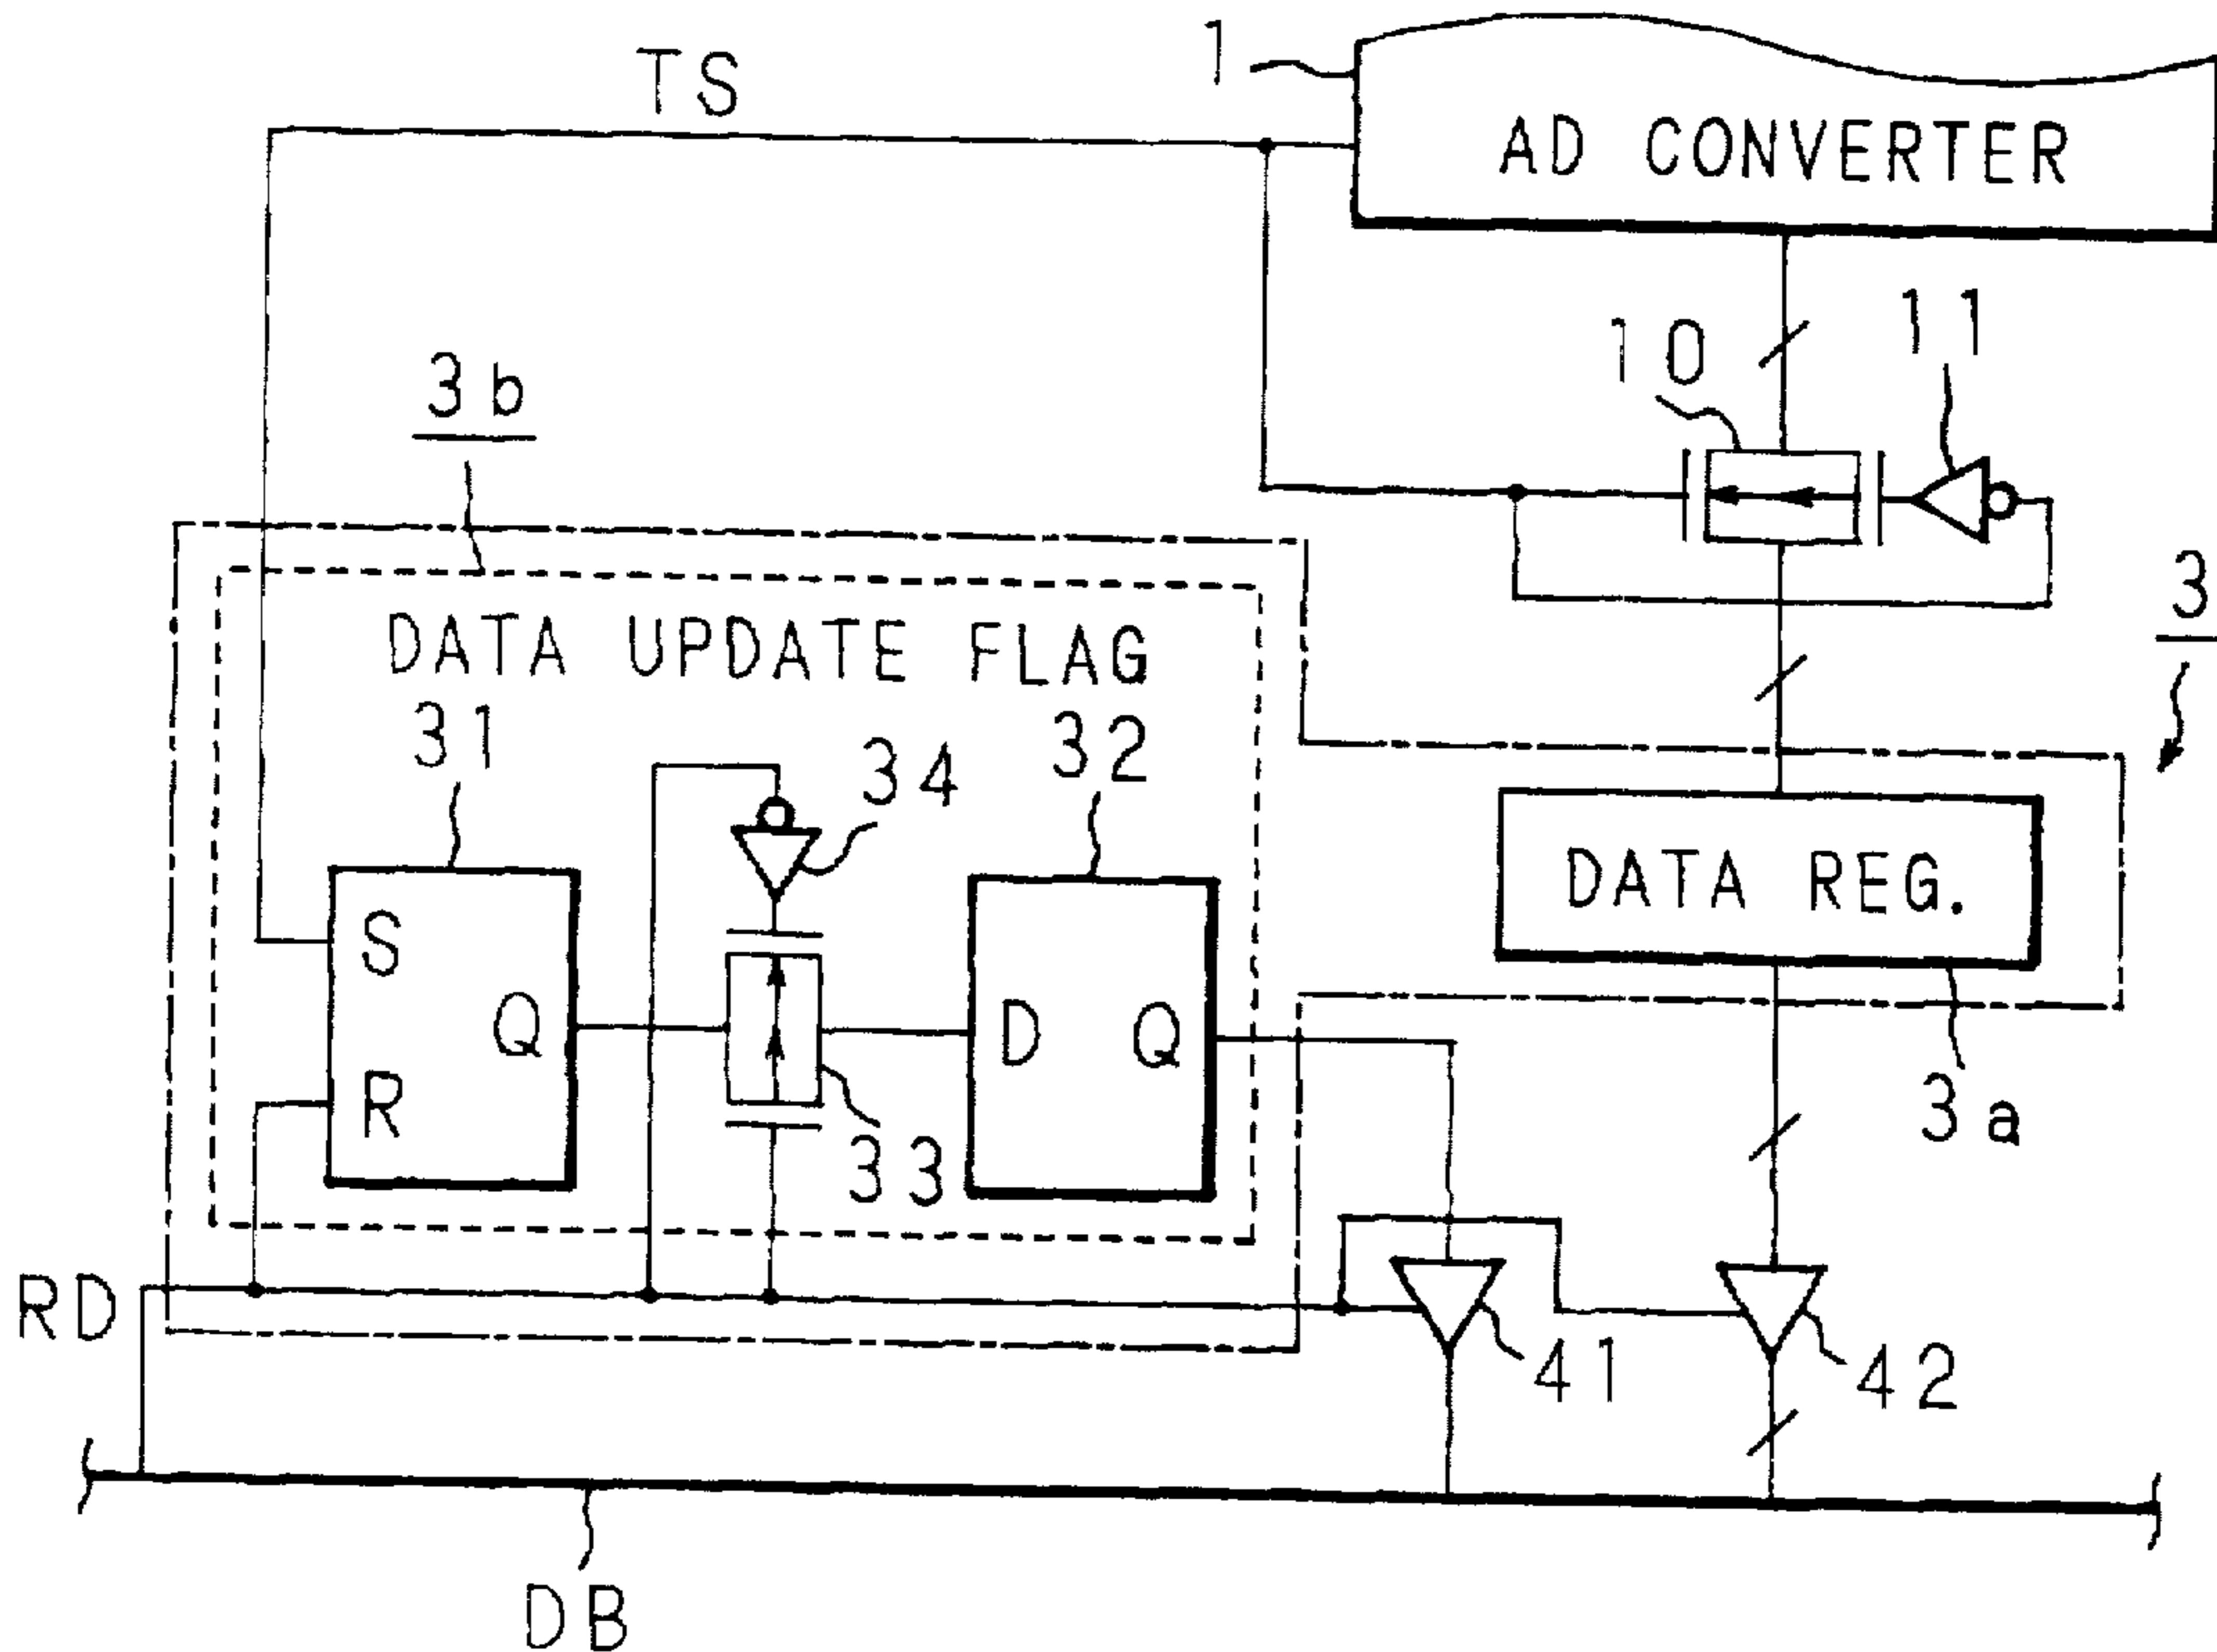 1
TS
AD CONVERTER
10
11
3b
3
DATA UPDATE FLAG
31
34
32
DATA REG.
S
Q
R
D
Q
33
3a
RD
41
42
DB